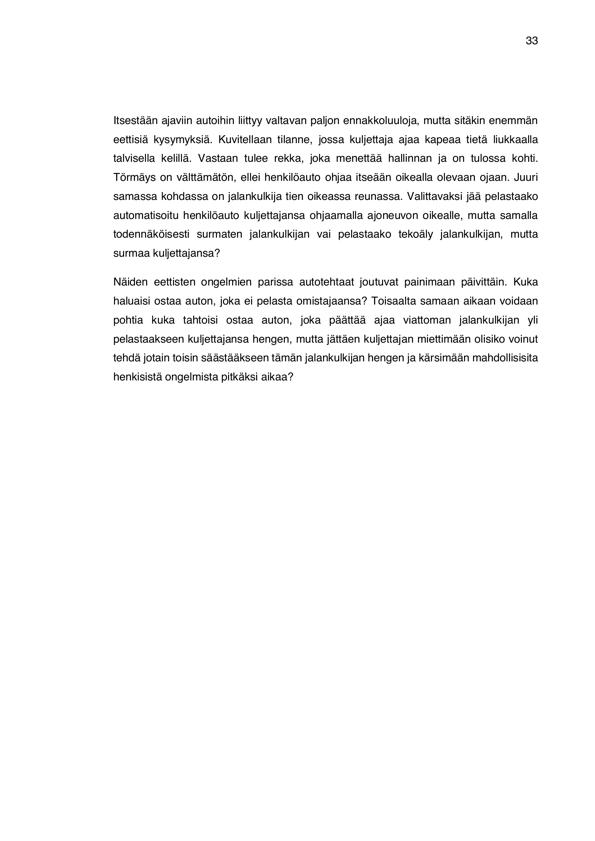 33
Itsestään ajaviin autoihin liittyy valtavan paljon ennakkoluuloja, mutta sitäkin enemmän
eettisiä kysymyksiä. Kuvitellaan tilanne, jossa kuljettaja ajaa kapeaa tietä liukkaalla
talvisella kelillä. Vastaan tulee rekka, joka menettää hallinnan ja on tulossa kohti.
Törmäys on välttämätön, ellei henkilöauto ohjaa itseään oikealla olevaan ojaan. Juuri
samassa kohdassa on jalankulkija tien oikeassa reunassa. Valittavaksi jää pelastaako
automatisoitu henkilöauto kuljettajansa ohjaamalla ajoneuvon oikealle, mutta samalla
todennäköisesti surmaten jalankulkijan vai pelastaako tekoäly jalankulkijan, mutta
surmaa kuljettajansa?
Näiden eettisten ongelmien parissa autotehtaat joutuvat painimaan päivittäin. Kuka
haluaisi ostaa auton, joka ei pelasta omistajaansa? Toisaalta samaan aikaan voidaan
pohtia kuka tahtoisi ostaa auton, joka päättää ajaa viattoman jalankulkijan yli
pelastaakseen kuljettajansa hengen, mutta jättäen kuljettajan miettimään olisiko voinut
tehdä jotain toisin säästääkseen tämän jalankulkijan hengen ja kärsimään mahdollisisita
henkisistä ongelmista pitkäksi aikaa?